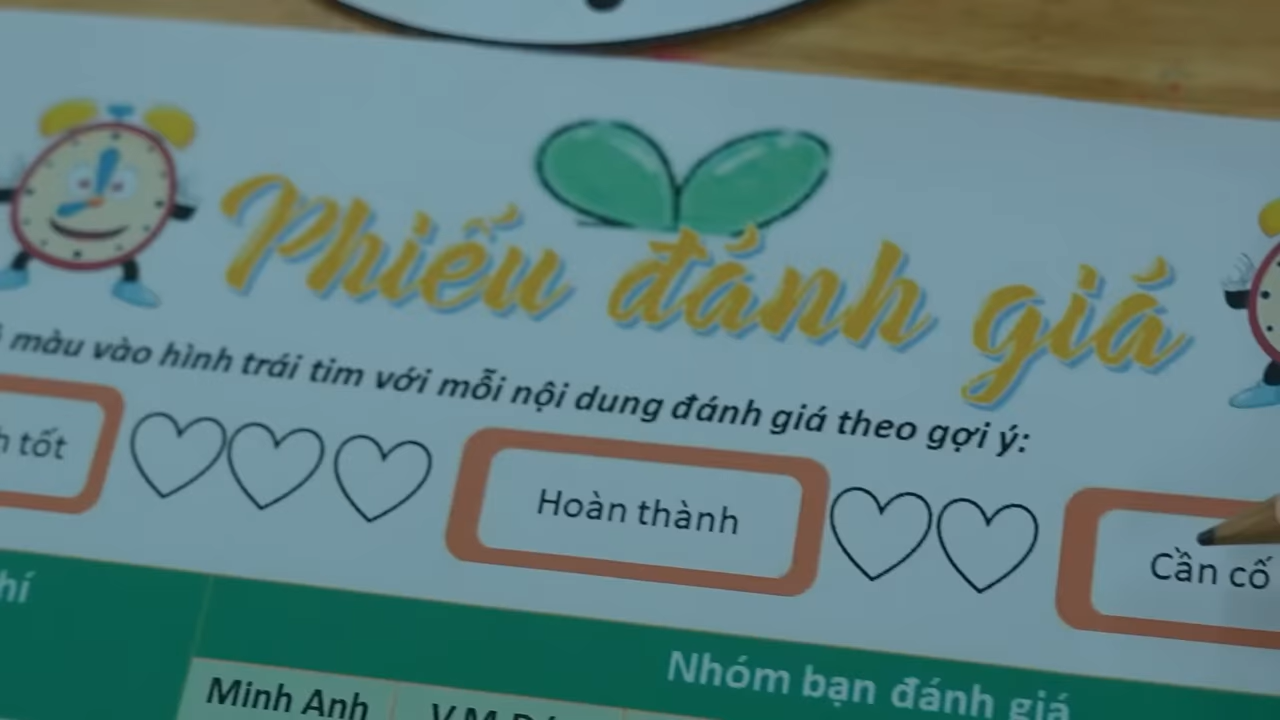 Phiếu đánh giá
màu vào hình trái tim với mỗi nội dung đánh giá theo gợi ý:
tốt
Hoàn thành
Cần cố
Nhóm bạn đánh giá
Minh Anh